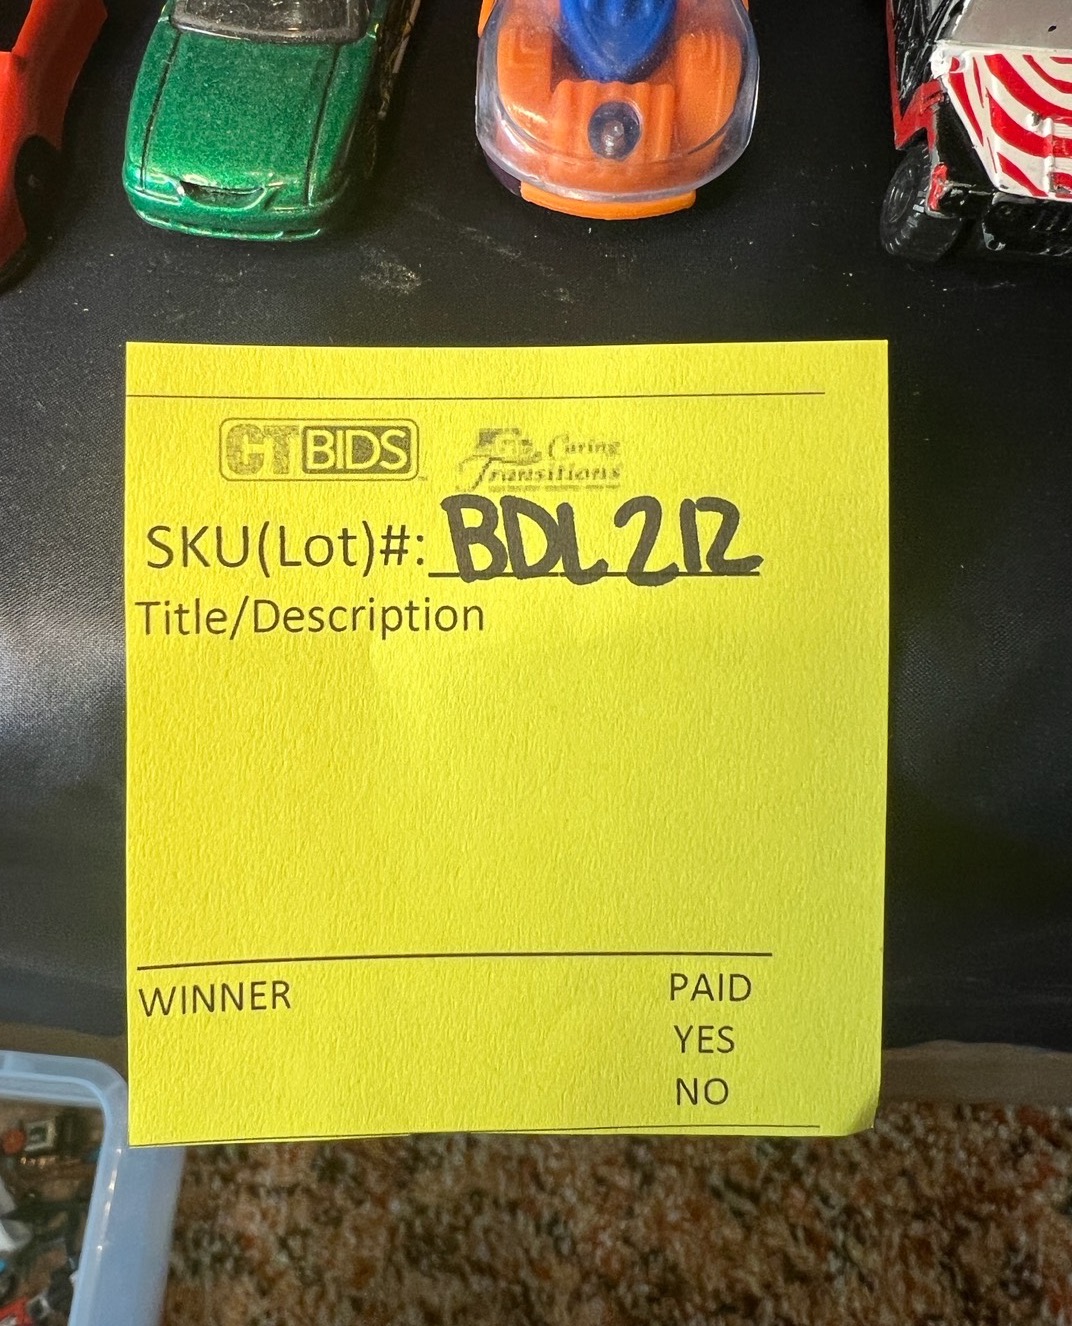 CTBIDS
Caring
Transitions
SKU(Lot)#: BDL212
Title/Description
WINNER
PAID
YES
NO